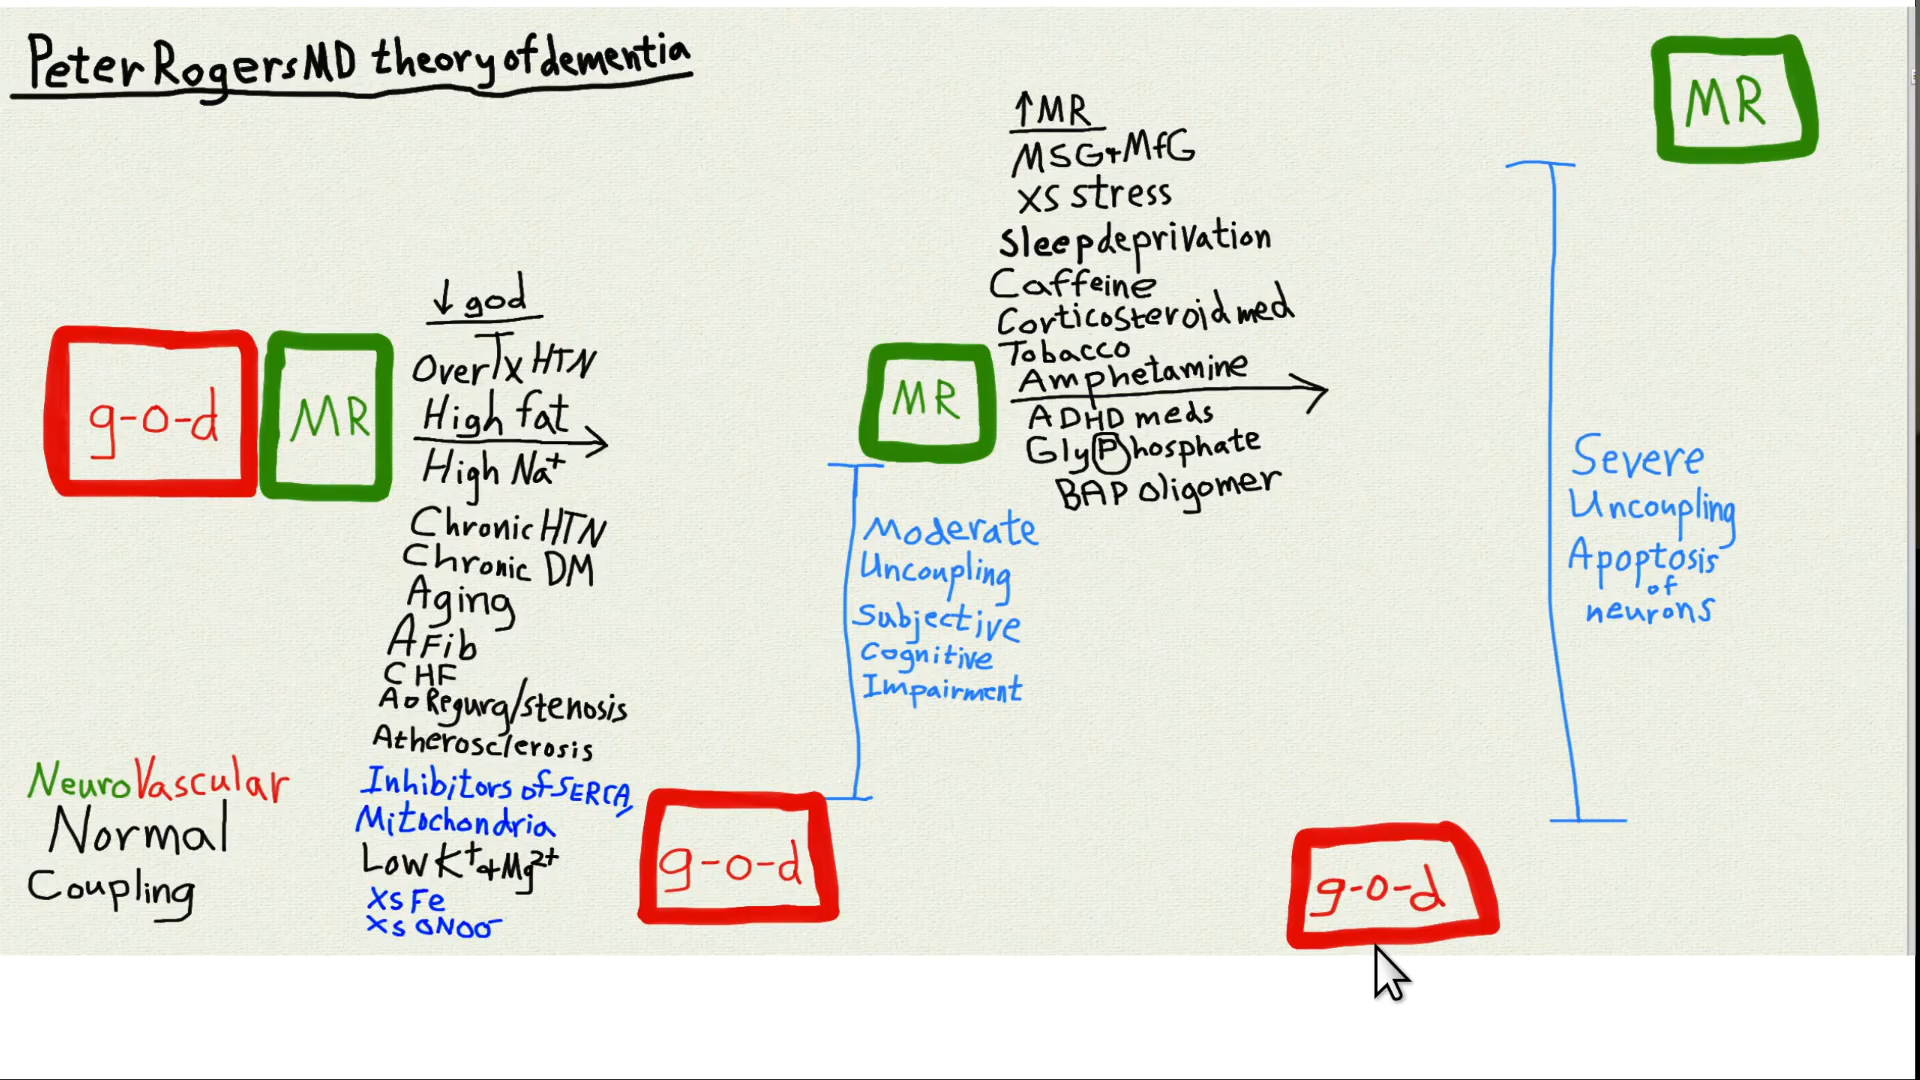 Peter Rogers MD theory of dementia
g-o-d
MR
NeuroVascular
Normal
Coupling
↓ god
Over Tx HTN
High fat
High Na+
Chronic HTN
Chronic DM
Aging
A Fib
CHF
Ao Regurg/stenosis
Atherosclerosis
Inhibitors of SERCA,
Mitochondria
Low K+ + Mg2+
XS Fe
XS ONOO-
MR
Moderate
Uncoupling
Subjective
Cognitive
Impairment
g-o-d
↑MR
MSG+MfG
XS stress
Sleep deprivation
Caffeine
Corticosteroid med
Tobacco
Amphetamine
ADHD meds
Glyphosphate
BAP oligomer
MR
Severe
Uncoupling
Apoptosis
of
neurons
g-o-d